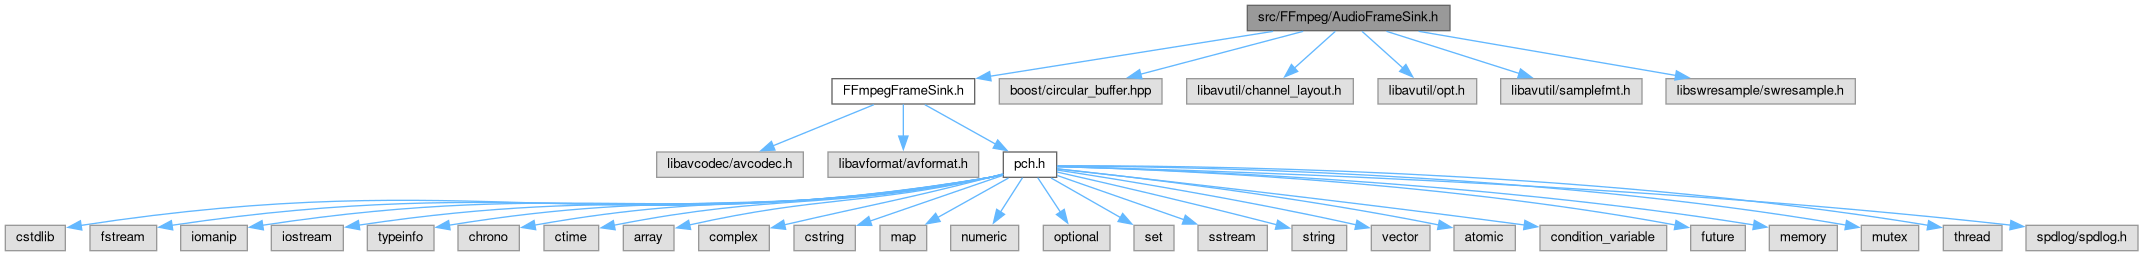 src/FFmpeg/AudioFrameSink.h
FFmpegFrameSink.h
boost/circular_buffer.hpp
libavutil/channel_layout.h
libavutil/opt.h
libavutil/samplefmt.h
libswresample/swresample.h
libavcodec/avcodec.h
libavformat/avformat.h
pch.h
cstdlib
fstream
iomanip
iostream
typeinfo
chrono
ctime
array
complex
cstring
map
numeric
optional
set
sstream
string
vector
atomic
condition_variable
future
memory
mutex
thread
spdlog/spdlog.h